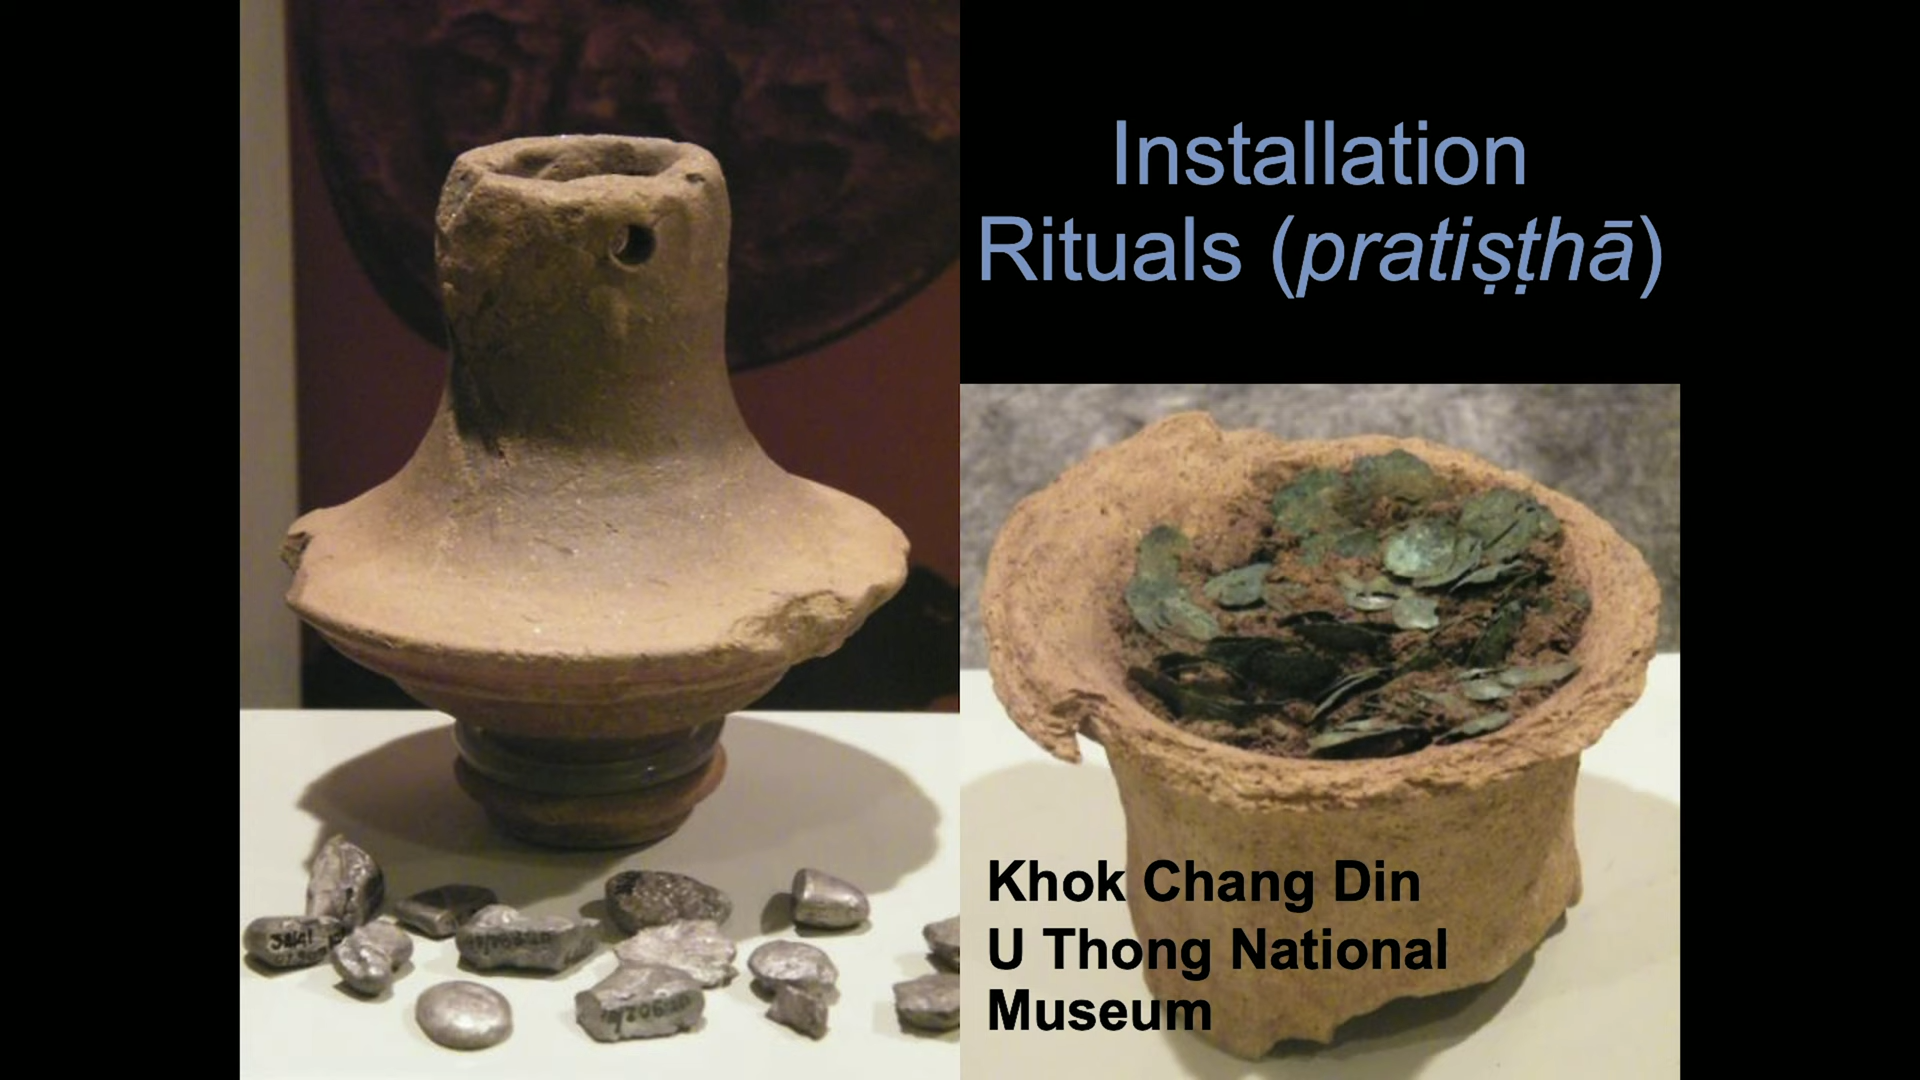 Installation
Rituals (pratiṣṭhā)
Khok Chang Din
U Thong National
Museum